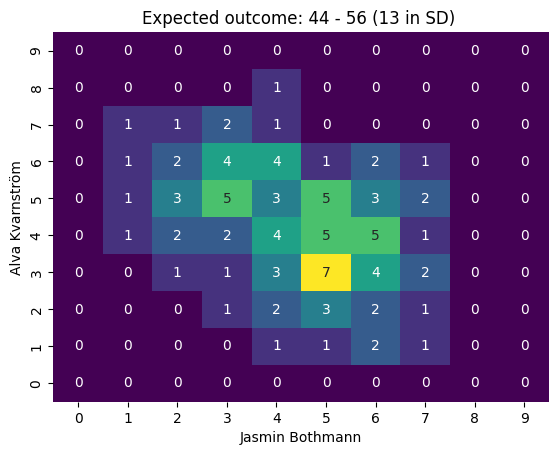 Expected outcome: 44 - 56 (13 in SD)
9 0 0 0 0 0 0 0 0 0 0
8 0 0 0 0 1 0 0 0 0 0
7 0 1 1 2 1 0 0 0 0 0
6 0 1 2 4 4 1 2 1 0 0
5 0 1 3 5 3 5 3 2 0 0
4 0 1 2 2 4 5 5 1 0 0
3 0 0 1 1 3 7 4 2 0 0
2 0 0 0 1 2 3 2 1 0 0
1 0 0 0 0 1 1 2 1 0 0
0 0 0 0 0 0 0 0 0 0 0
0 1 2 3 4 5 6 7 8 9
Alva Kvarnström
Jasmin Bothmann